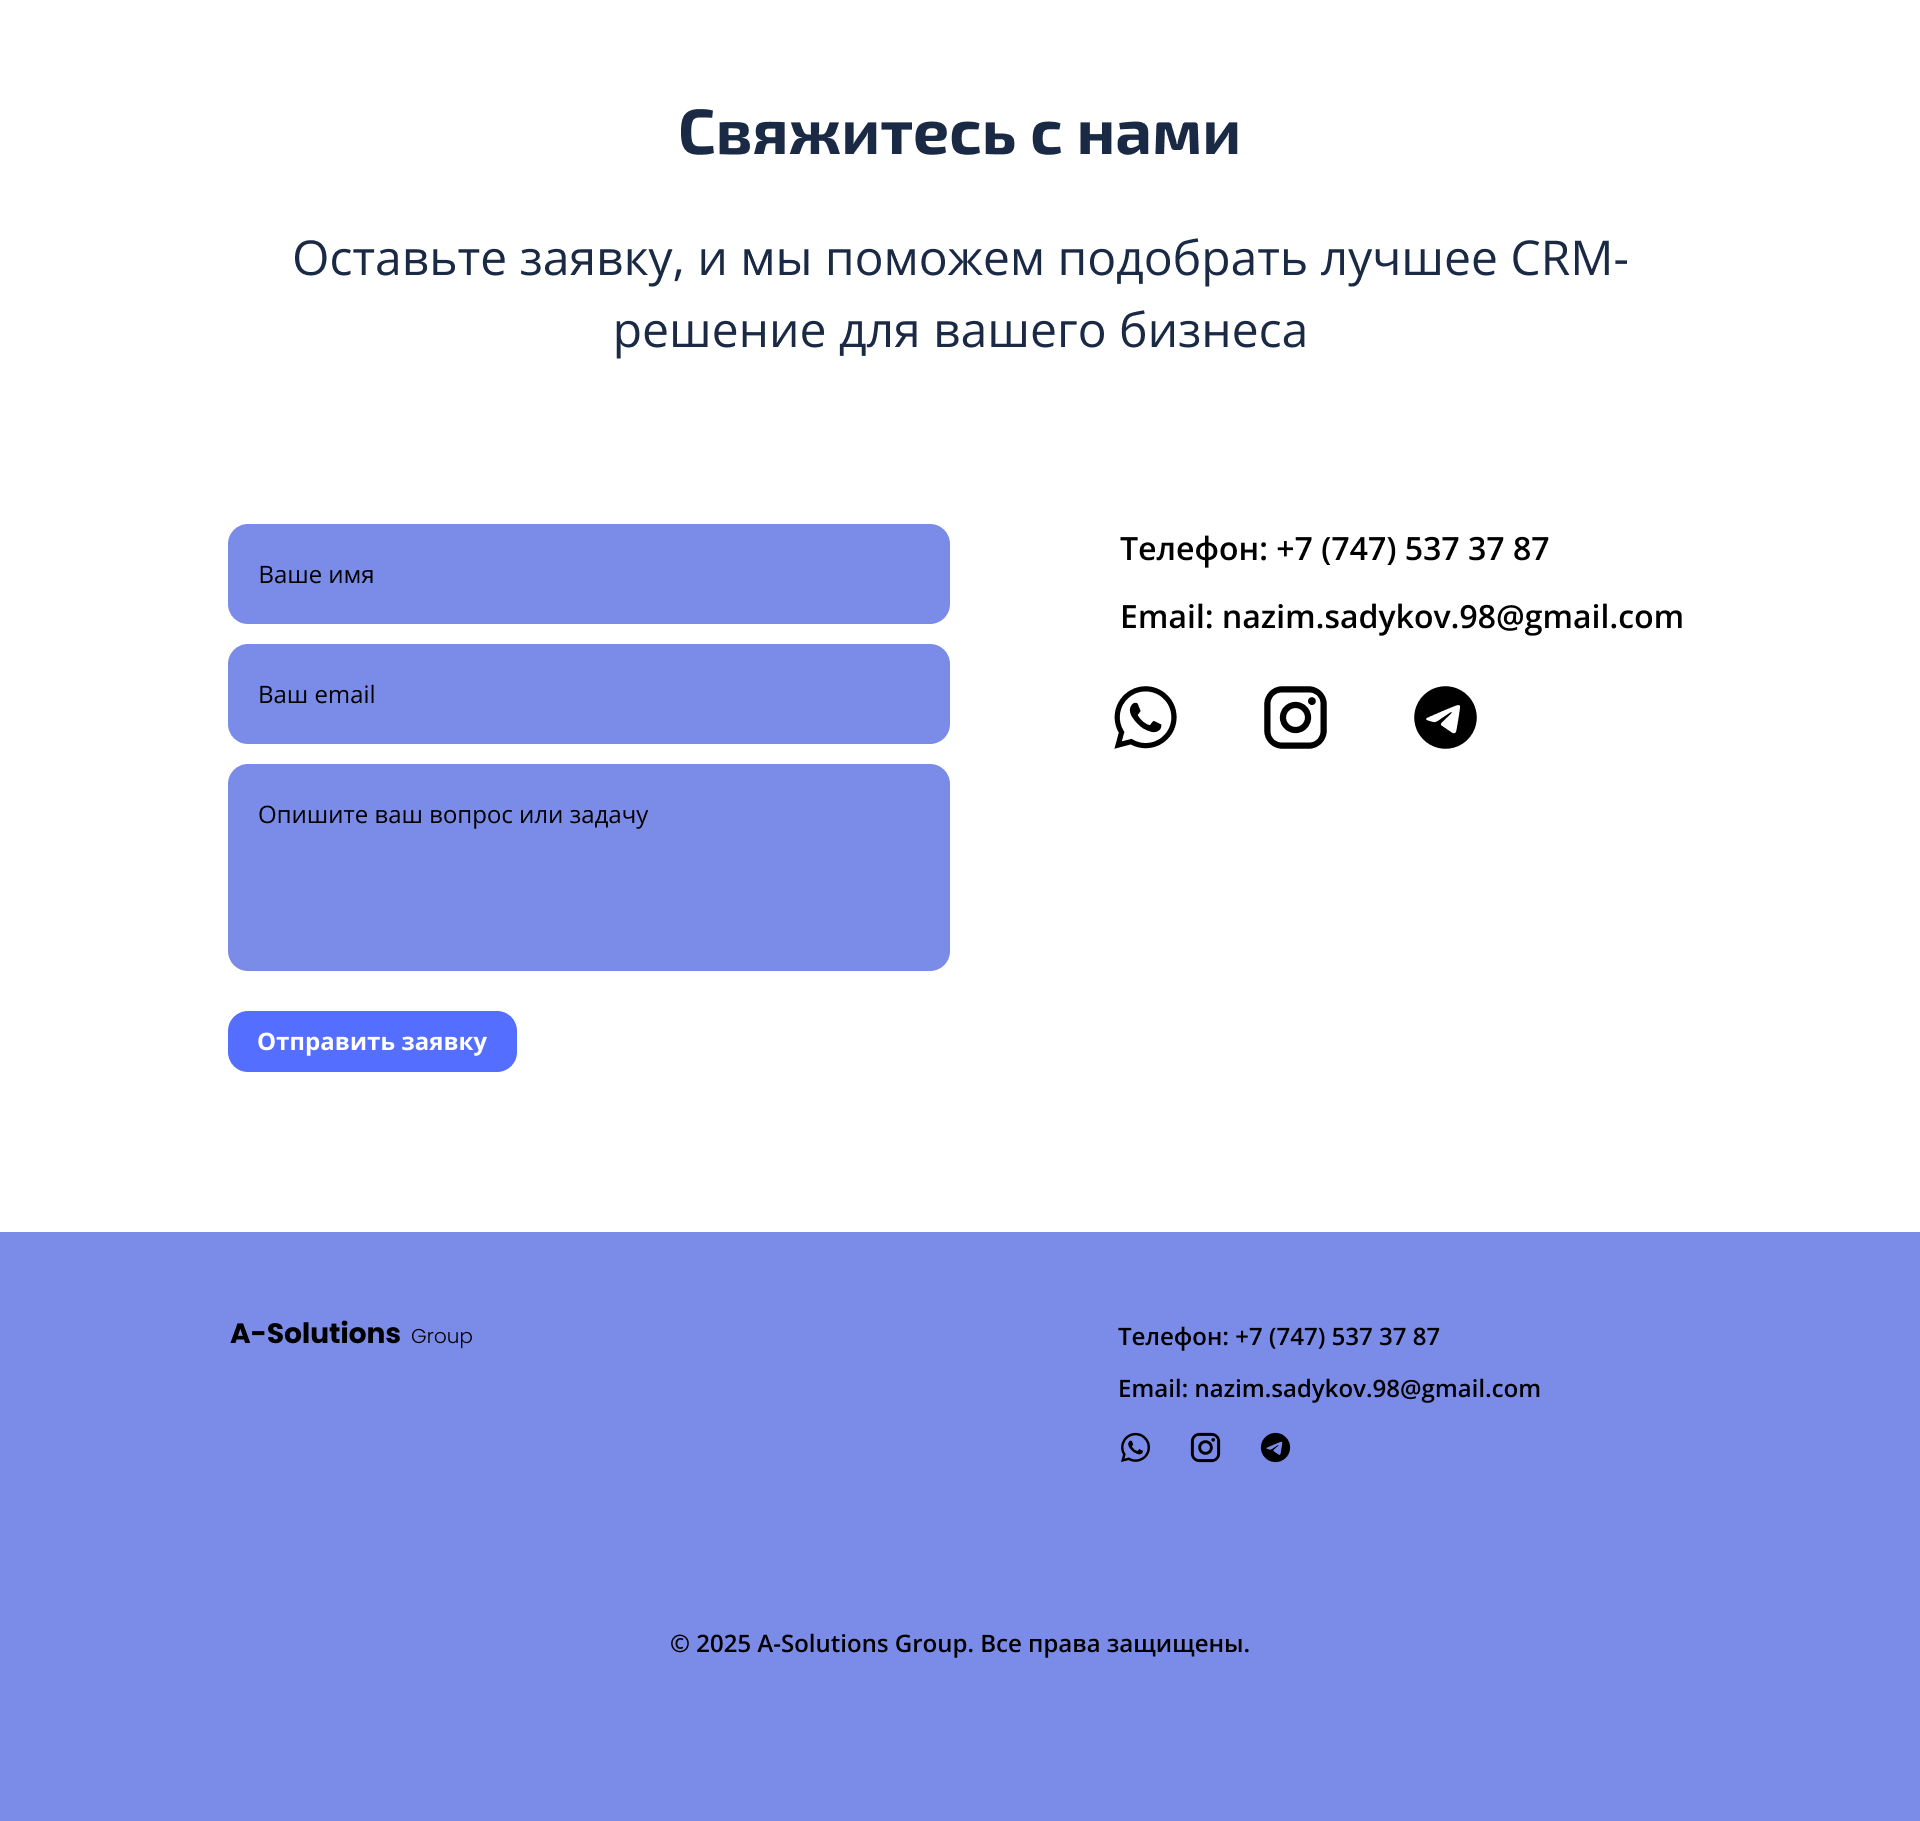 Свяжитесь с нами
Оставьте заявку, и мы поможем подобрать лучшее CRM-
решение для вашего бизнеса
Ваше имя
Ваш email
Опишите ваш вопрос или задачу
Отправить заявку
Телефон: +7 (747) 537 37 87
Email: nazim.sadykov.98@gmail.com
A-Solutions Group
Телефон: +7 (747) 537 37 87
Email: nazim.sadykov.98@gmail.com
© 2025 A-Solutions Group. Все права защищены.